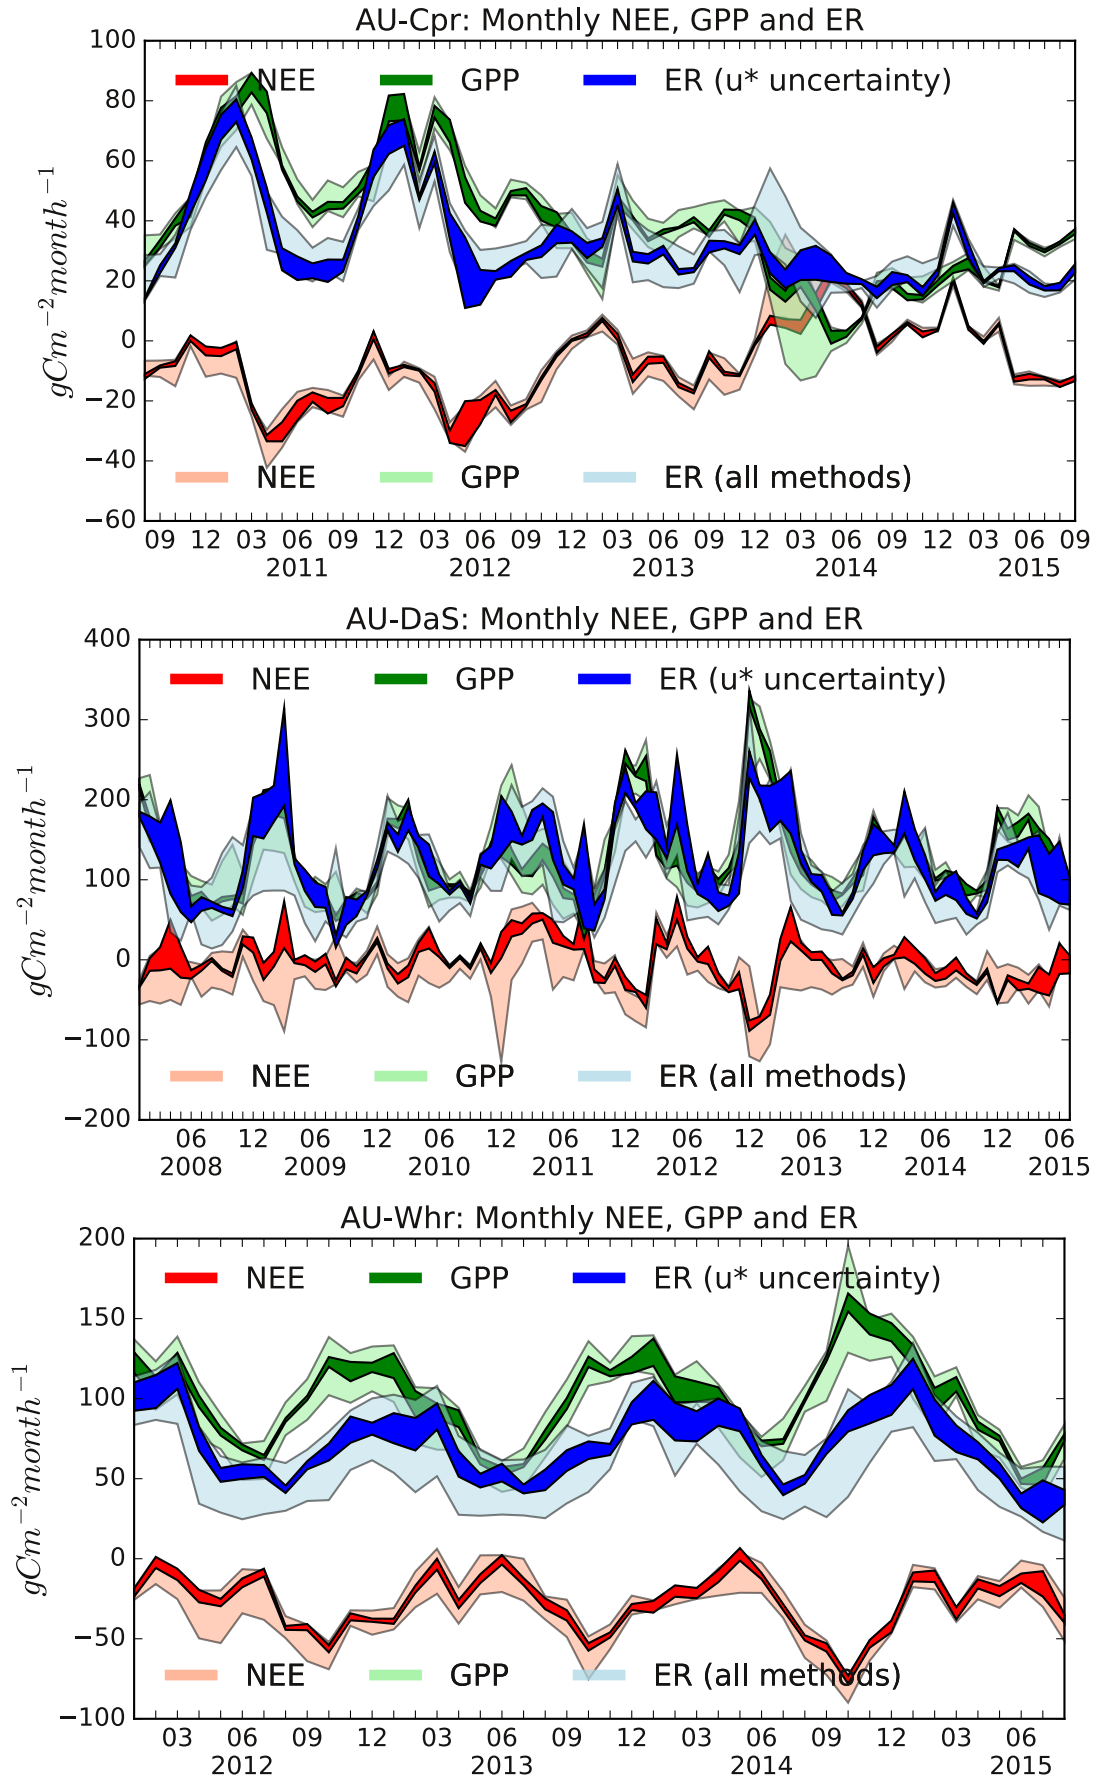 AU-Cpr: Monthly NEE, GPP and ER
100
80
60
40
20
0
−20
−40
−60
gCm⁻²month⁻¹
NEE GPP ER (u* uncertainty)
NEE GPP ER (all methods)
09 12 03 06 09 12 03 06 09 12 03 06 09 12 03 06 09 12 03 06 09
2011 2012 2013 2014 2015
AU-DaS: Monthly NEE, GPP and ER
400
300
200
100
0
−100
−200
gCm⁻²month⁻¹
NEE GPP ER (u* uncertainty)
NEE GPP ER (all methods)
06 12 06 12 06 12 06 12 06 12 06 12 06 12 06
2008 2009 2010 2011 2012 2013 2014 2015
AU-Whr: Monthly NEE, GPP and ER
200
150
100
50
0
−50
−100
gCm⁻²month⁻¹
NEE GPP ER (u* uncertainty)
NEE GPP ER (all methods)
03 06 09 12 03 06 09 12 03 06 09 12 03 06
2012 2013 2014 2015